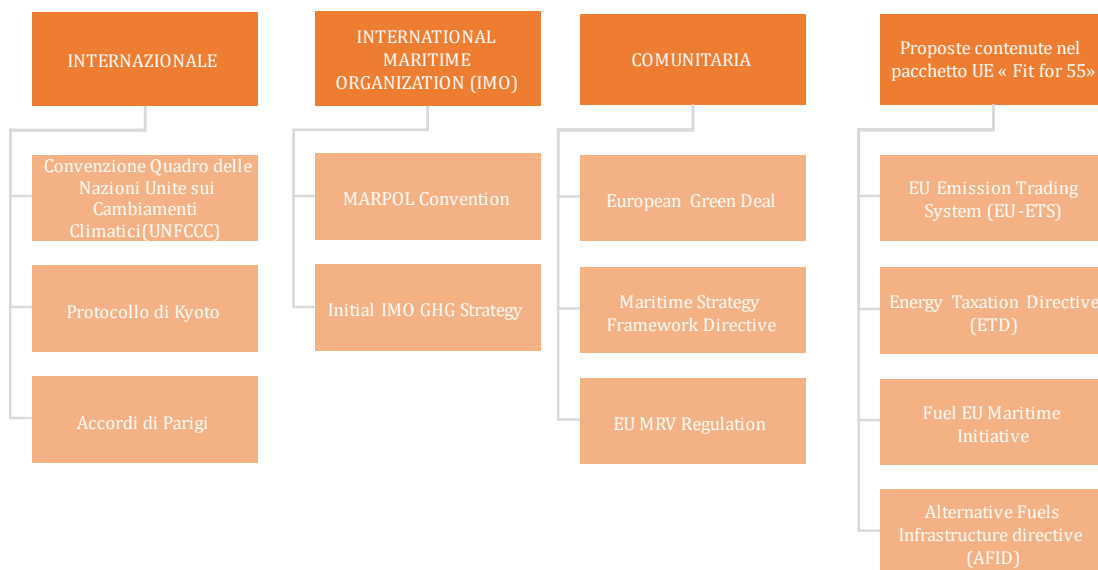 INTERNAZIONALE
Convenzione Quadro delle
Nazioni Unite sui
Cambiamenti
Climatici(UNFCCC)
Protocollo di Kyoto
Accordi di Parigi
INTERNATIONAL
MARITIME
ORGANIZATION (IMO)
MARPOL Convention
Initial IMO GHG Strategy
COMUNITARIA
European Green Deal
Maritime Strategy
Framework Directive
EU MRV Regulation
Proposte contenute nel
pacchetto UE « Fit for 55»
EU Emission Trading
System (EU-ETS)
Energy Taxation Directive
(ETD)
Fuel EU Maritime
Initiative
Alternative Fuels
Infrastructure directive
(AFID)